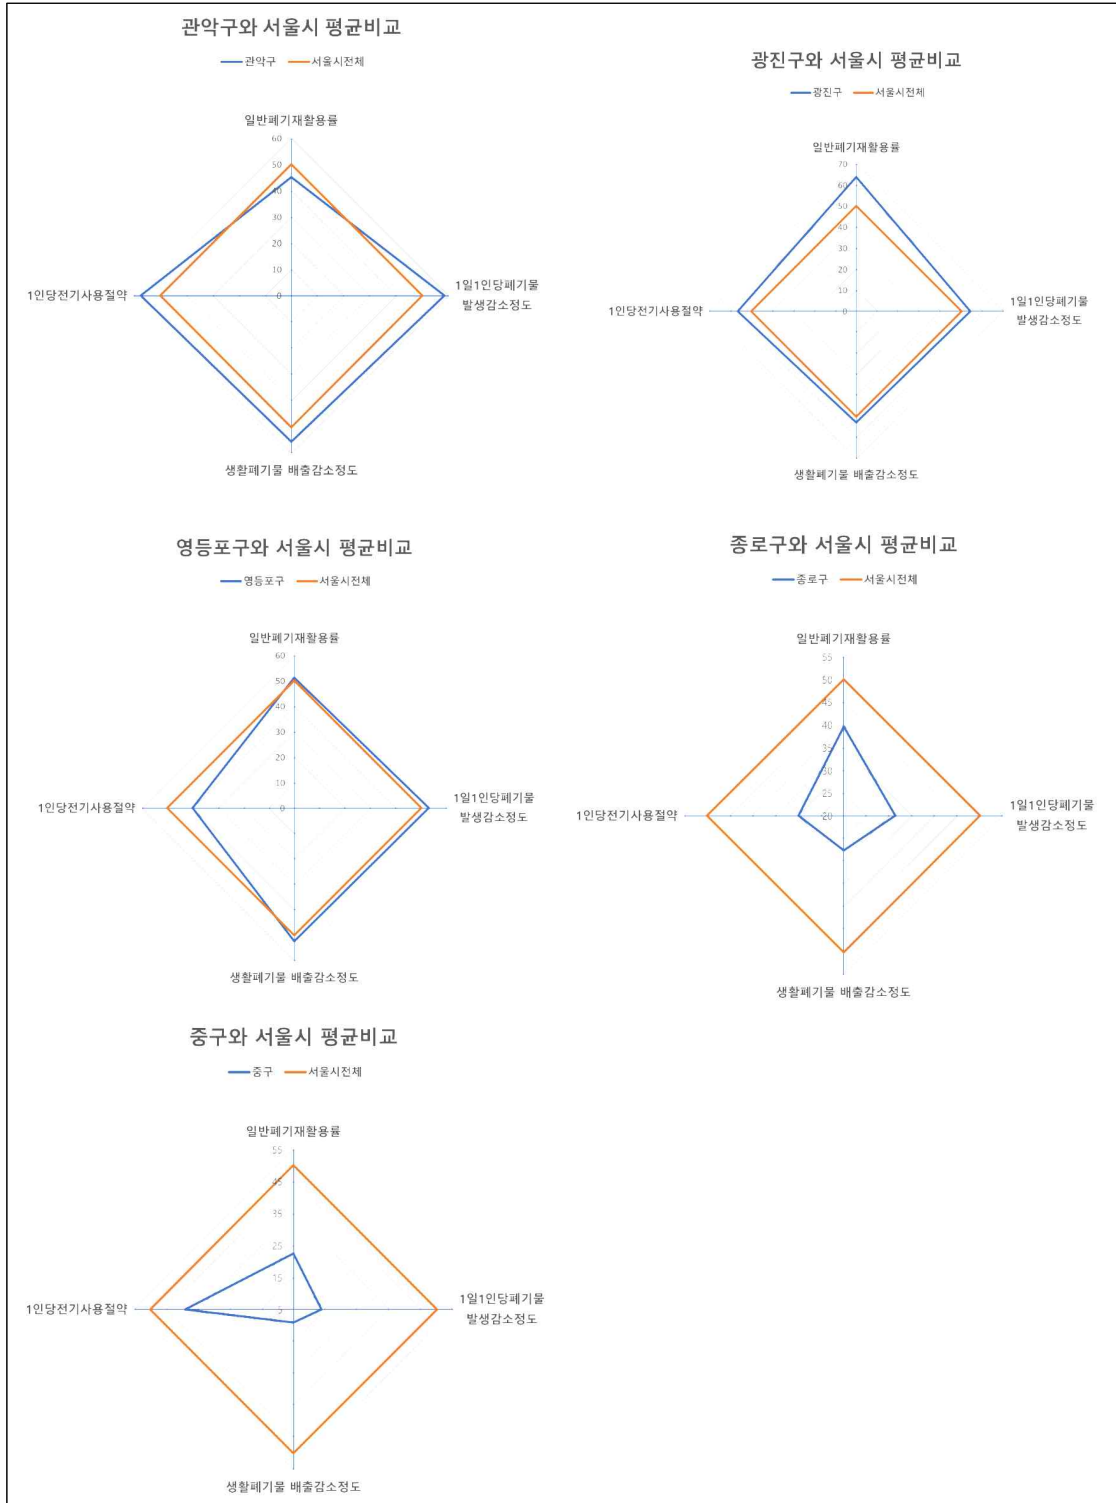 관악구와 서울시 평균비교
관악구 서울시전체
일반폐기재활용률
60
50
40
30
20
10
0
1인당전기사용절약
1일1인당폐기물
발생감소정도
생활폐기물 배출감소정도
광진구와 서울시 평균비교
광진구 서울시전체
일반폐기재활용률
70
60
50
40
30
20
10
0
1인당전기사용절약
1일1인당폐기물
발생감소정도
생활폐기물 배출감소정도
영등포구와 서울시 평균비교
영등포구 서울시전체
일반폐기재활용률
60
50
40
30
20
10
0
1인당전기사용절약
1일1인당폐기물
발생감소정도
생활폐기물 배출감소정도
종로구와 서울시 평균비교
종로구 서울시전체
일반폐기재활용률
55
50
45
40
35
30
25
20
1인당전기사용절약
1일1인당폐기물
발생감소정도
생활폐기물 배출감소정도
중구와 서울시 평균비교
중구 서울시전체
일반폐기재활용률
55
45
35
25
15
5
1인당전기사용절약
1일1인당폐기물
발생감소정도
생활폐기물 배출감소정도